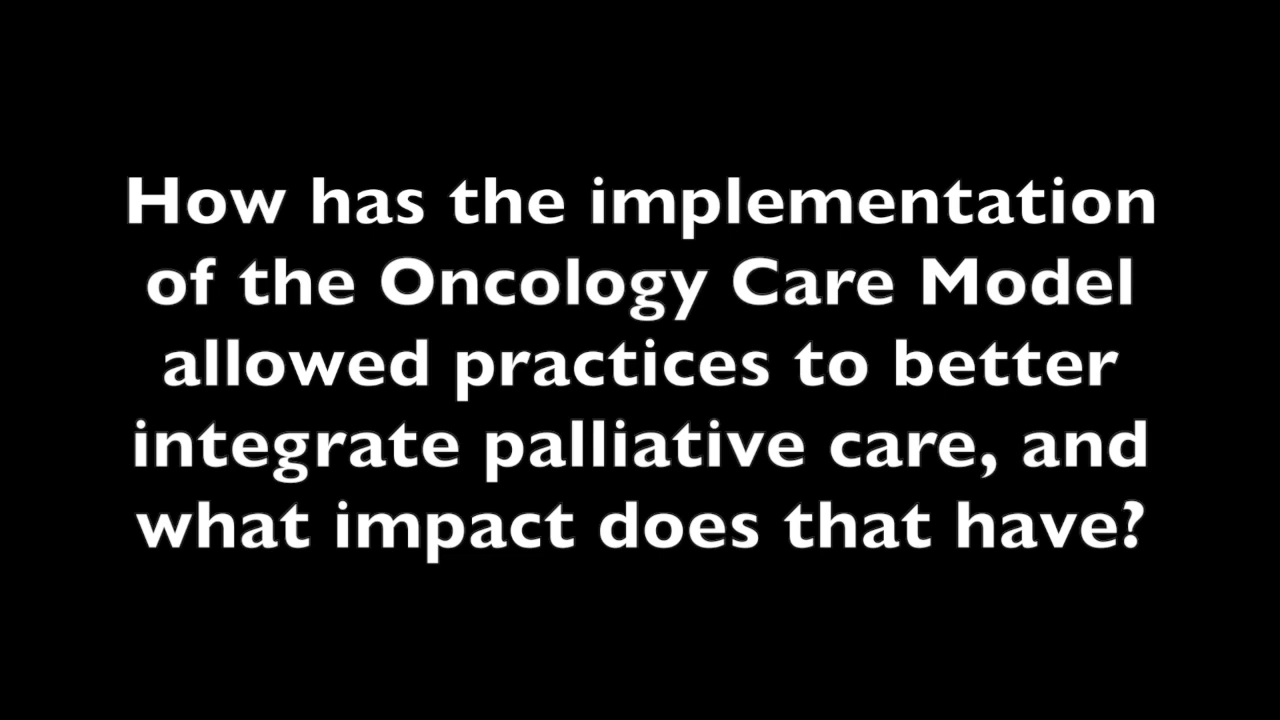 How has the implementation
of the Oncology Care Model
allowed practices to better
integrate palliative care, and
what impact does that have?